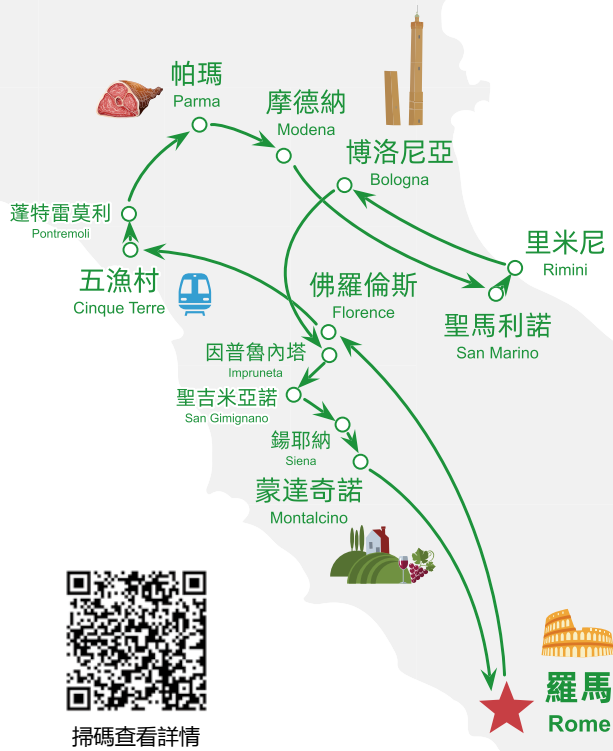 帕瑪
Parma
摩德納
Modena
博洛尼亞
Bologna
蓬特雷莫利
Pontremoli
里米尼
Rimini
五漁村
Cinque Terre
佛羅倫斯
Florence
聖馬利諾
San Marino
因普魯內塔
Impruneta
聖吉米亞諾
San Gimignano
錫耶納
Siena
蒙達奇諾
Montalcino
羅馬
Rome
掃碼查看詳情